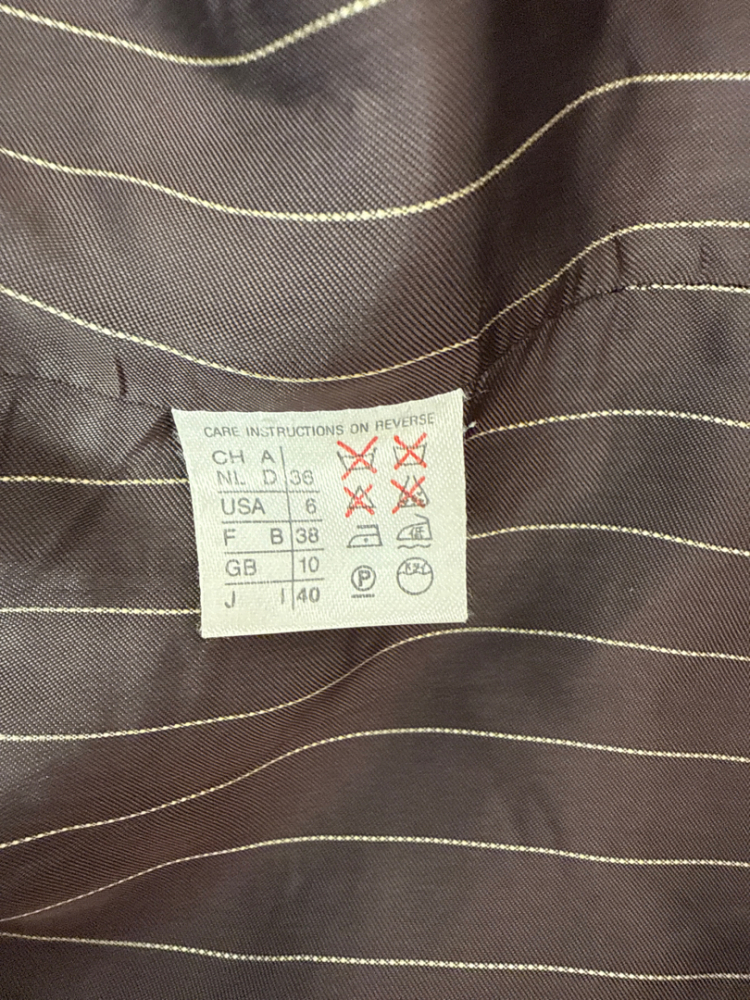 CARE INSTRUCTIONS ON REVERSE
CH A
NL D 36
USA 6
F B 38
GB 10
J I 40
P